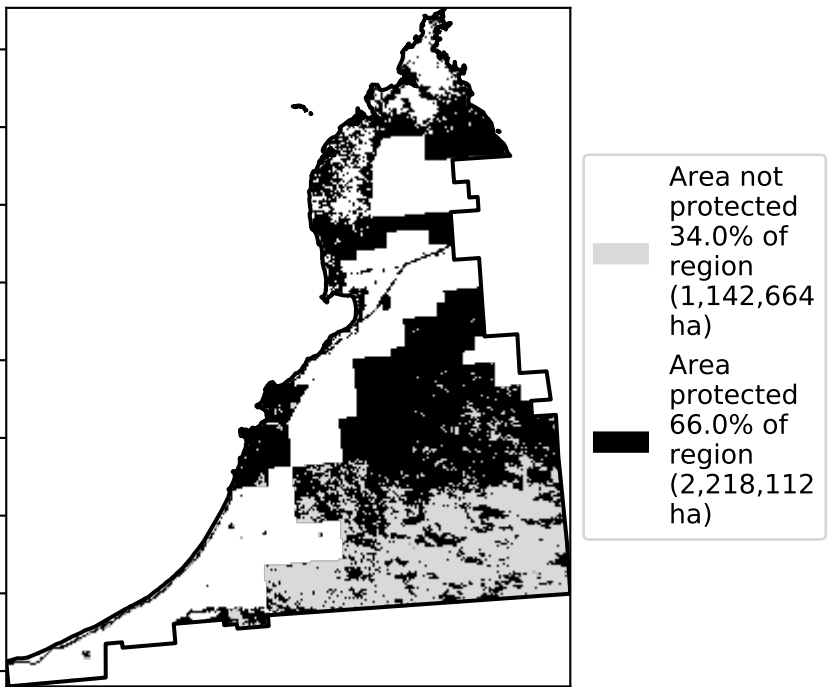 Area not
protected
34.0% of
region
(1,142,664
ha)
Area
protected
66.0% of
region
(2,218,112
ha)